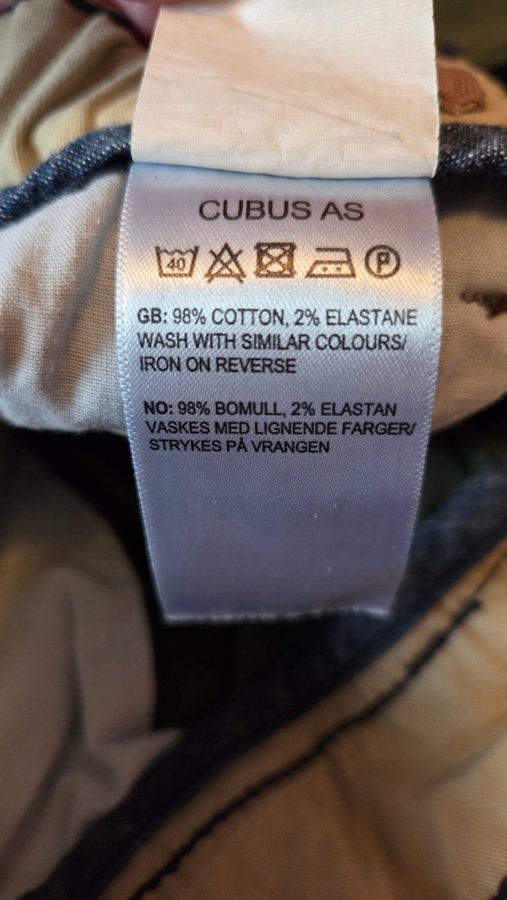 CUBUS AS
40 P
GB: 98% COTTON, 2% ELASTANE
WASH WITH SIMILAR COLOURS/
IRON ON REVERSE
NO: 98% BOMULL, 2% ELASTAN
VASKES MED LIGNENDE FARGER/
STRYKES PÅ VRANGEN